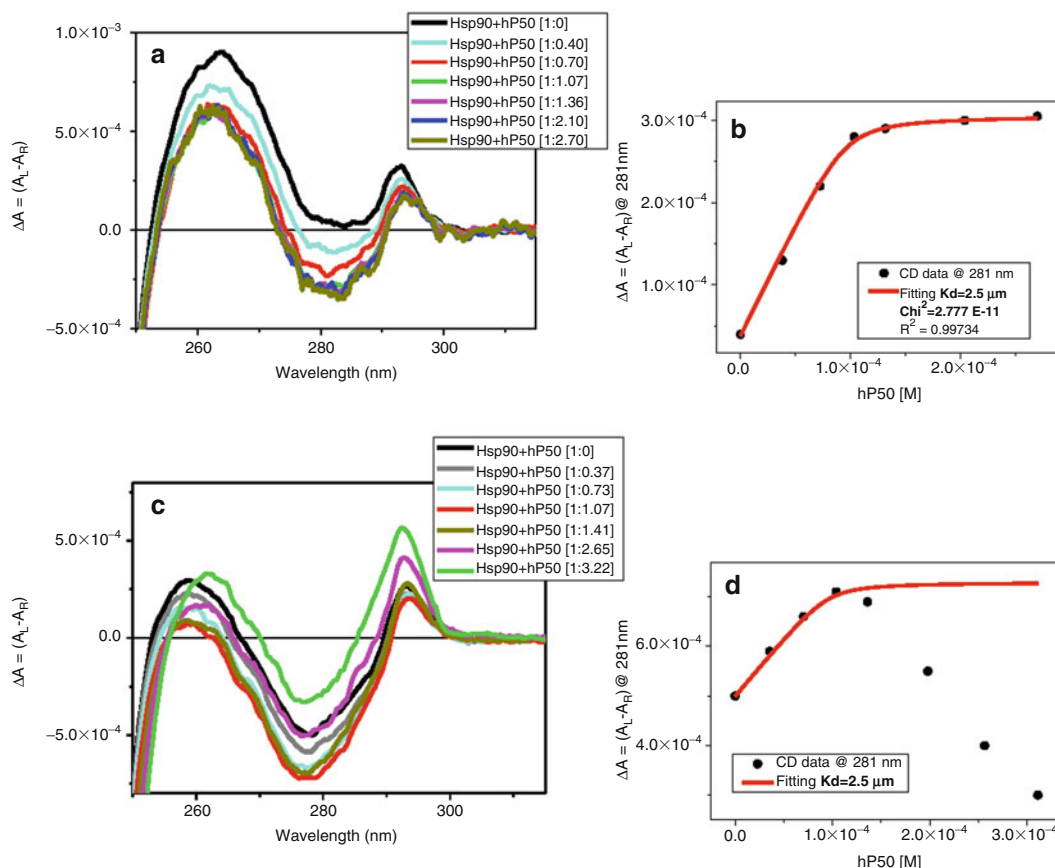 a
Hsp90+hP50 [1:0]
Hsp90+hP50 [1:0.40]
Hsp90+hP50 [1:0.70]
Hsp90+hP50 [1:1.07]
Hsp90+hP50 [1:1.36]
Hsp90+hP50 [1:2.10]
Hsp90+hP50 [1:2.70]
1.0×10⁻³
5.0×10⁻⁴
0.0
−5.0×10⁻⁴
ΔA = (A_L-A_R)
260 280 300
Wavelength (nm)
b
3.0×10⁻⁴
2.0×10⁻⁴
1.0×10⁻⁴
ΔA = (A_L-A_R)@ 281nm
CD data @ 281 nm
Fitting Kd=2.5 μm
Chi²=2.777 E-11
R² = 0.99734
0.0 1.0×10⁻⁴ 2.0×10⁻⁴
hP50 [M]
c
Hsp90+hP50 [1:0]
Hsp90+hP50 [1:0.37]
Hsp90+hP50 [1:0.73]
Hsp90+hP50 [1:1.07]
Hsp90+hP50 [1:1.41]
Hsp90+hP50 [1:2.65]
Hsp90+hP50 [1:3.22]
5.0×10⁻⁴
0.0
−5.0×10⁻⁴
ΔA = (A_L-A_R)
260 280 300
Wavelength (nm)
d
6.0×10⁻⁴
4.0×10⁻⁴
ΔA = (A_L-A_R)@ 281nm
CD data @ 281 nm
Fitting Kd=2.5 μm
0.0 1.0×10⁻⁴ 2.0×10⁻⁴ 3.0×10⁻⁴
hP50 [M]